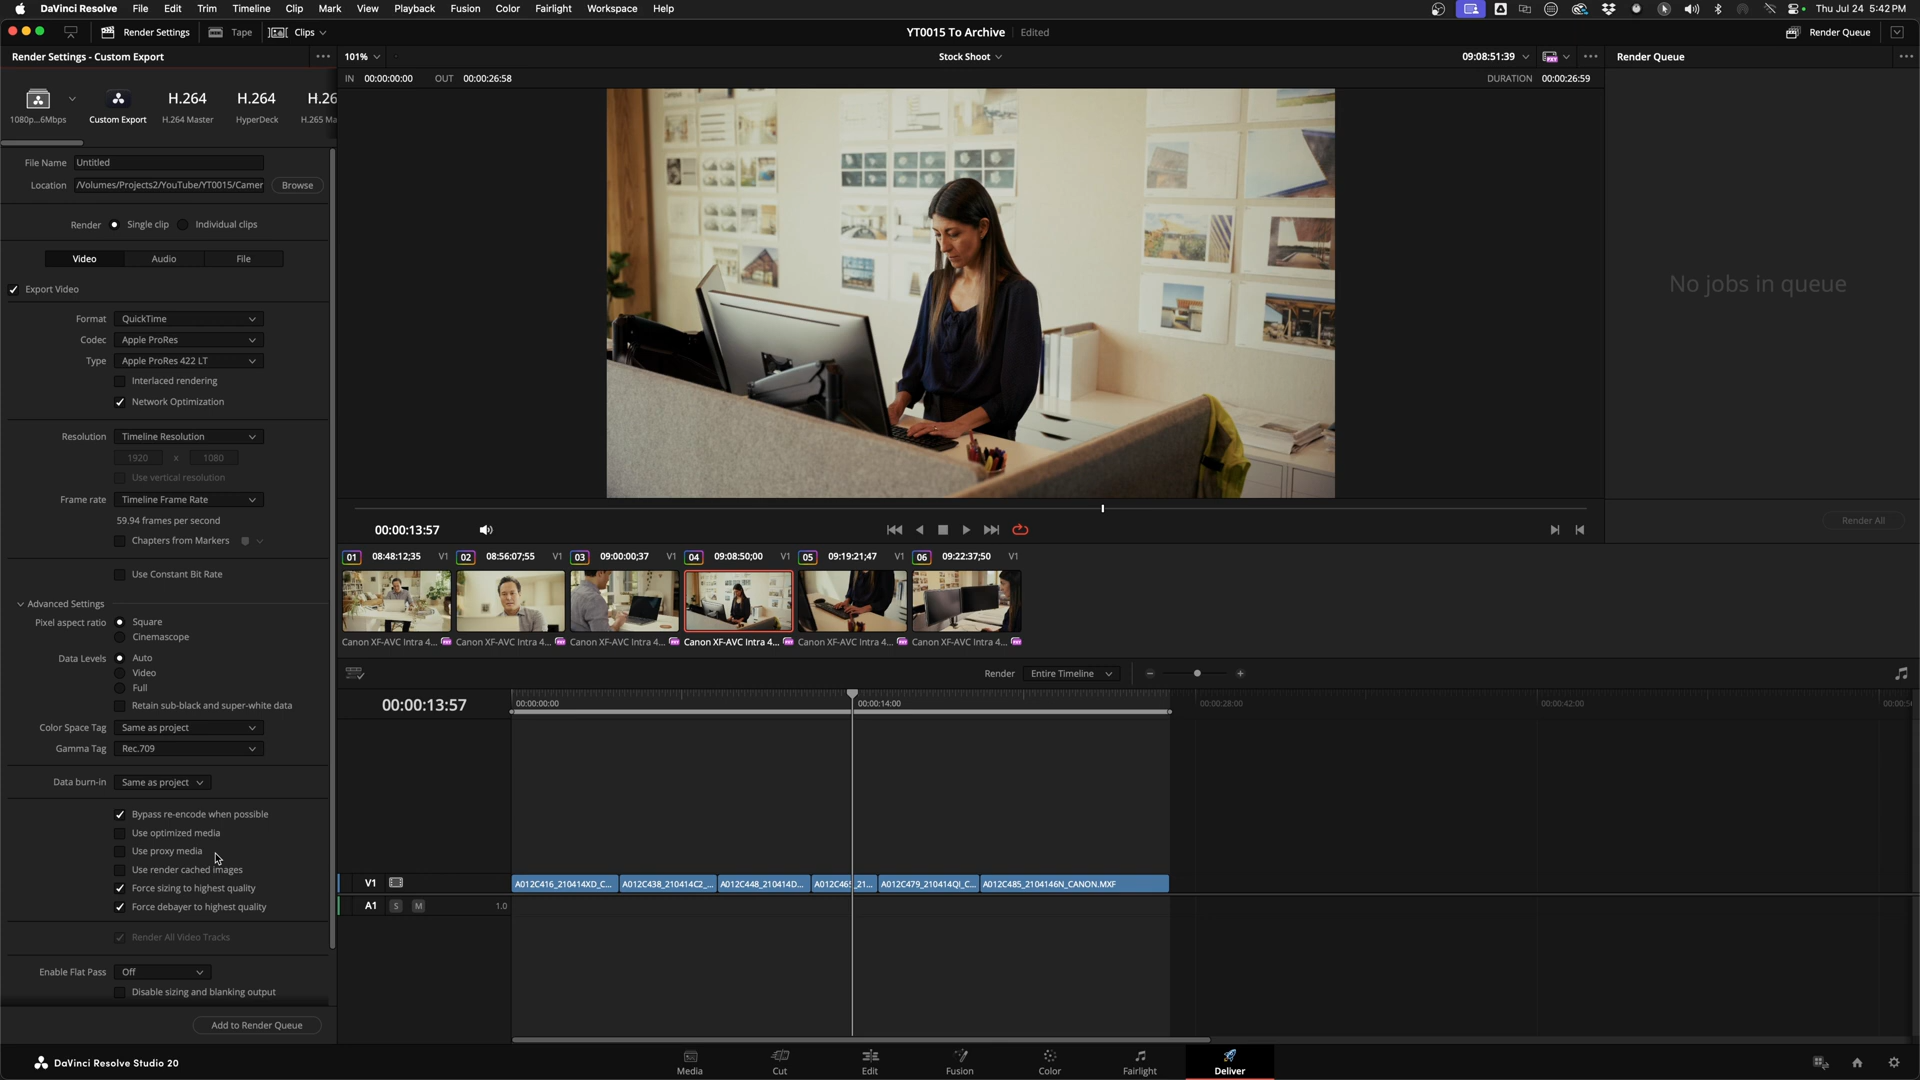 DaVinci Resolve File Edit Trim Timeline Clip Mark View Playback Fusion Color Fairlight Workspace Help Thu Jul 24 5:42 PM
Render Settings Tape Clips YT0015 To Archive Edited Render Queue
Render Settings - Custom Export 101% Stock Shoot 09:08:51:39 Render Queue
IN 00:00:00:00 OUT 00:00:26:58 DURATION 00:00:26:59
H.264 H.264 H.26
1080p...6Mbps Custom Export H.264 Master HyperDeck H.265 Ma
File Name Untitled
Location /Volumes/Projects2/YouTube/YT0015/Camer Browse
Render Single clip Individual clips
Video Audio File
Export Video
No jobs in queue
Format QuickTime
Codec Apple ProRes
Type Apple ProRes 422 LT
Interlaced rendering
Network Optimization
Resolution Timeline Resolution
1920 x 1080
Use vertical resolution
Frame rate Timeline Frame Rate
59.94 frames per second
Chapters from Markers
Use Constant Bit Rate
Advanced Settings
Pixel aspect ratio Square
Cinemascope
Data Levels Auto
Video
Full
Retain sub-black and super-white data
Color Space Tag Same as project
Gamma Tag Rec.709
Data burn-in Same as project
Bypass re-encode when possible
Use optimized media
Use proxy media
Use render cached images
Force sizing to highest quality
Force debayer to highest quality
Render All Video Tracks
Enable Flat Pass Off
Disable sizing and blanking output
Add to Render Queue
00:00:13:57
Render All
01 08:48:12;35 V1 02 08:56:07;55 V1 03 09:00:00;37 V1 04 09:08:50;00 V1 05 09:19:21;47 V1 06 09:22:37;50 V1
Canon XF-AVC Intra 4... Canon XF-AVC Intra 4... Canon XF-AVC Intra 4... Canon XF-AVC Intra 4... Canon XF-AVC Intra 4... Canon XF-AVC Intra 4...
Render Entire Timeline
00:00:13:57 00:00:00:00 00:00:14:00 00:00:28:00 00:00:42:00 00:00:5
V1 A012C416_210414XD_C... A012C438_210414C2_... A012C448_210414D... A012C465_21... A012C479_210414QI_C... A012C485_2104146N_CANON.MXF
A1 S M 1.0
DaVinci Resolve Studio 20 Media Cut Edit Fusion Color Fairlight Deliver